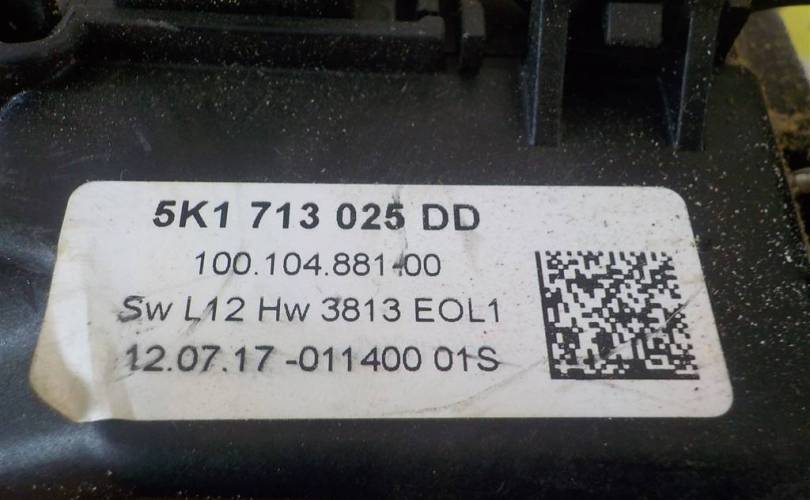 5K1 713 025 DD
100.104.881-00
Sw L12 Hw 3813 EOL1
12.07.17 -011400 01S